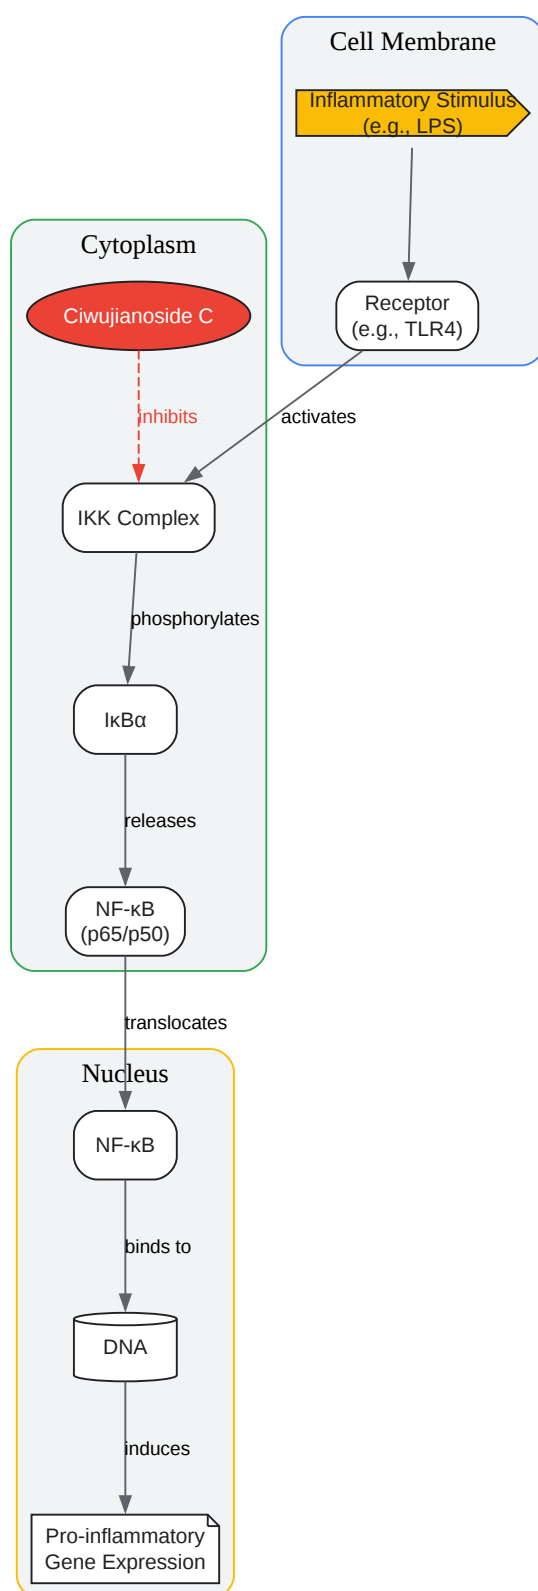 Cell Membrane
Inflammatory Stimulus
(e.g., LPS)
Receptor
(e.g., TLR4)
activates
Cytoplasm
Ciwujianoside C
inhibits
IKK Complex
phosphorylates
IκBα
releases
NF-κB
(p65/p50)
translocates
Nucleus
NF-κB
binds to
DNA
induces
Pro-inflammatory
Gene Expression